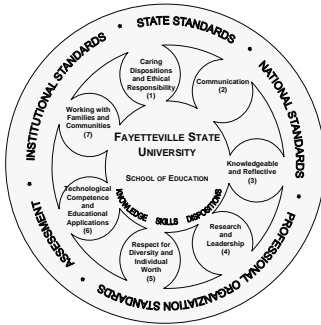 STATE STANDARDS
NATIONAL STANDARDS
PROFESSIONAL ORGANIZATION STANDARDS
ASSESSMENT
INSTITUTIONAL STANDARDS
Caring
Dispositions
and Ethical
Responsibility
(1)
Communication
(2)
Knowledgeable
and Reflective
(3)
Research
and
Leadership
(4)
Respect for
Diversity and
Individual
Worth
(5)
Technological
Competence
and
Educational
Applications
(6)
Working with
Families and
Communities
(7)
FAYETTEVILLE STATE
UNIVERSITY
SCHOOL OF EDUCATION
KNOWLEDGE SKILLS DISPOSITIONS